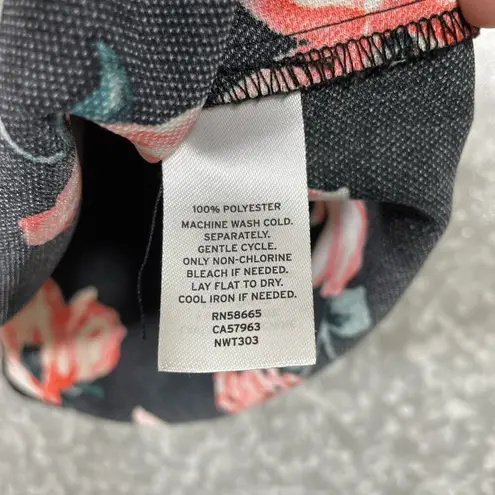 100% POLYESTER
MACHINE WASH COLD.
SEPARATELY.
GENTLE CYCLE.
ONLY NON-CHLORINE
BLEACH IF NEEDED.
LAY FLAT TO DRY.
COOL IRON IF NEEDED.
RN58665
CA57963
NWT303